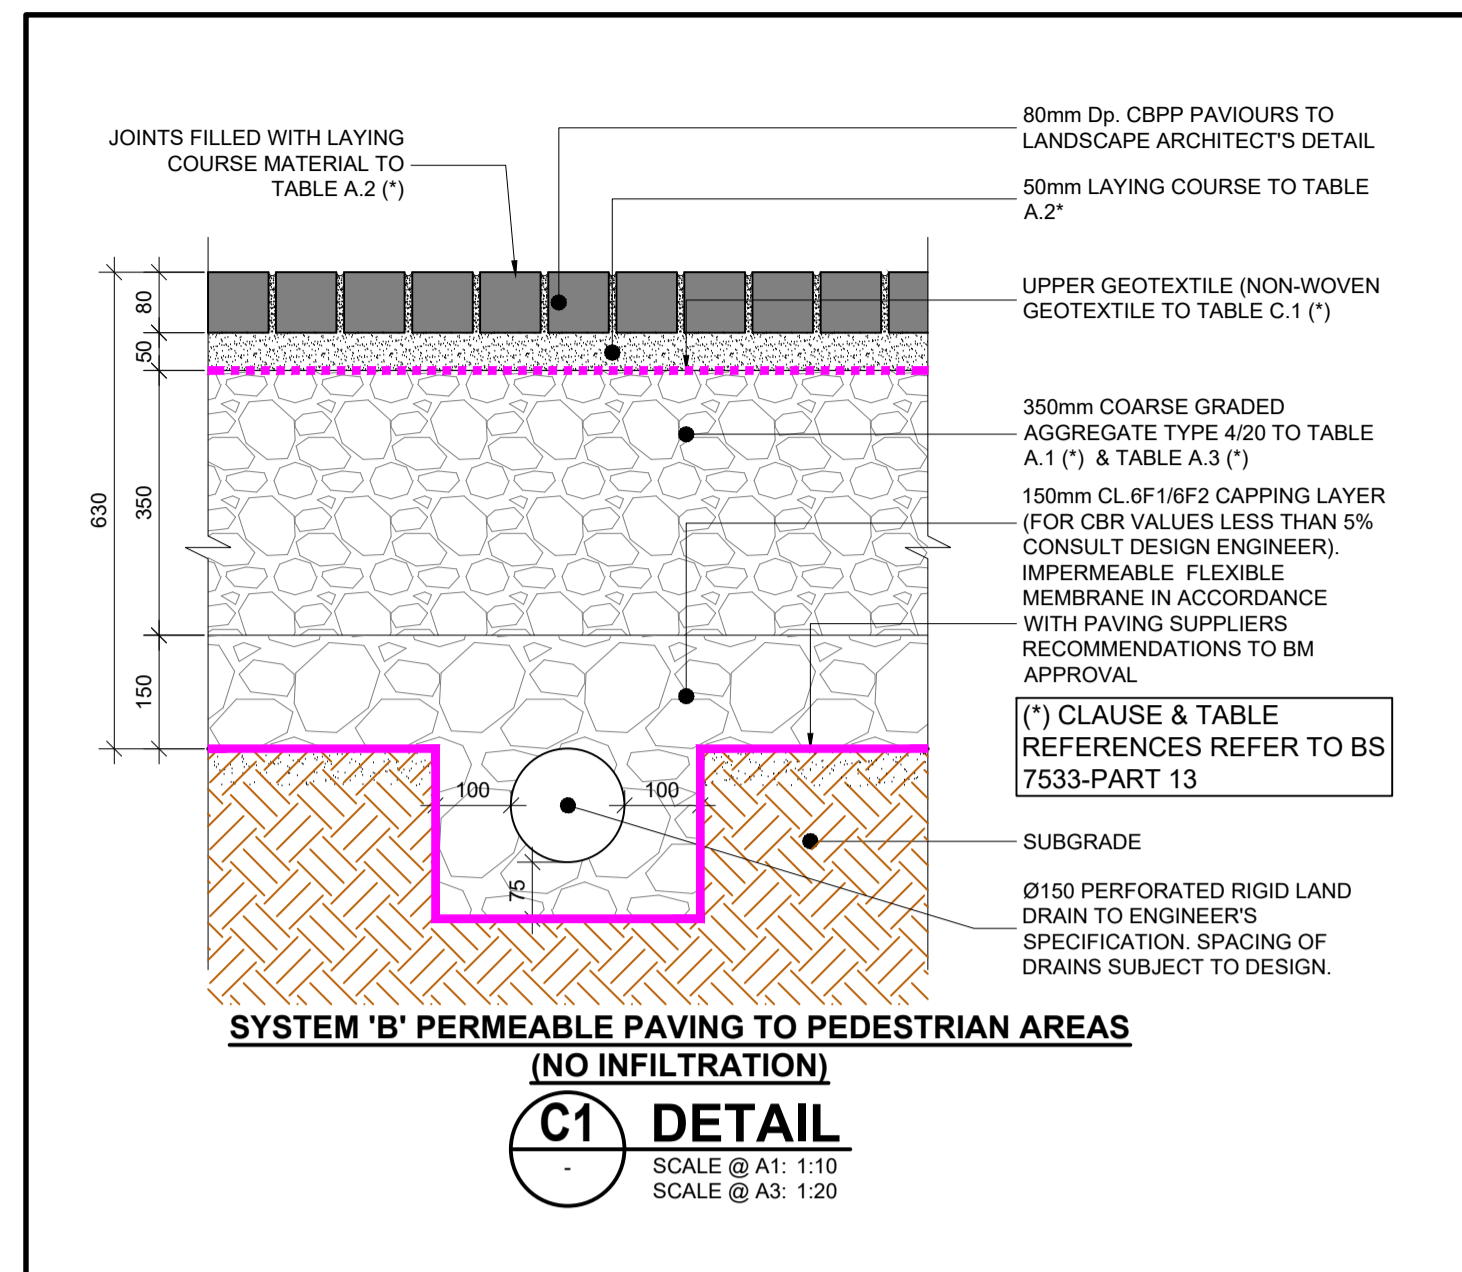 JOINTS FILLED WITH LAYING
COURSE MATERIAL TO
TABLE A.2 (*)
80mm Dp. CBPP PAVIOURS TO
LANDSCAPE ARCHITECT'S DETAIL
50mm LAYING COURSE TO TABLE
A.2*
UPPER GEOTEXTILE (NON-WOVEN
GEOTEXTILE TO TABLE C.1 (*)
350mm COARSE GRADED
AGGREGATE TYPE 4/20 TO TABLE
A.1 (*) & TABLE A.3 (*)
150mm CL.6F1/6F2 CAPPING LAYER
(FOR CBR VALUES LESS THAN 5%
CONSULT DESIGN ENGINEER).
IMPERMEABLE FLEXIBLE
MEMBRANE IN ACCORDANCE
WITH PAVING SUPPLIERS
RECOMMENDATIONS TO BM
APPROVAL
(*) CLAUSE & TABLE
REFERENCES REFER TO BS
7533-PART 13
SUBGRADE
Ø150 PERFORATED RIGID LAND
DRAIN TO ENGINEER'S
SPECIFICATION. SPACING OF
DRAINS SUBJECT TO DESIGN.
630
80
50
350
150
100
100
75
SYSTEM 'B' PERMEABLE PAVING TO PEDESTRIAN AREAS
(NO INFILTRATION)
C1
-
DETAIL
SCALE @ A1: 1:10
SCALE @ A3: 1:20